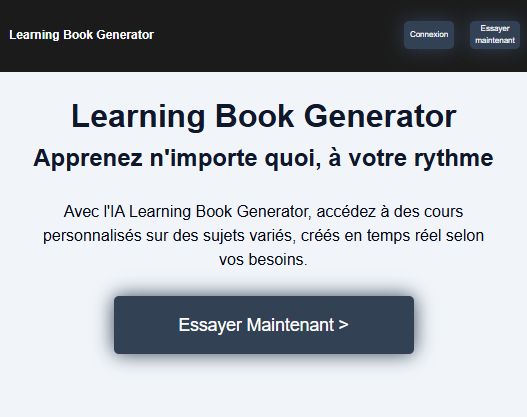 Learning Book Generator
Connexion
Essayer
maintenant
Learning Book Generator
Apprenez n'importe quoi, à votre rythme
Avec l'IA Learning Book Generator, accédez à des cours
personnalisés sur des sujets variés, créés en temps réel selon
vos besoins.
Essayer Maintenant >